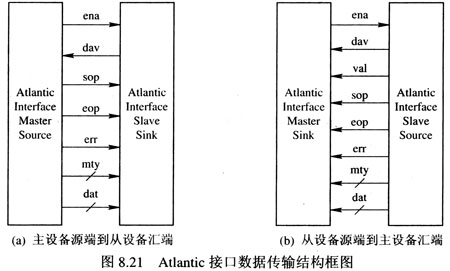 ena
dav
sop
eop
err
mty
dat
Atlantic
Interface
Master
Source
Atlantic
Interface
Slave
Sink
(a) 主设备源端到从设备汇端
ena
dav
val
sop
eop
err
mty
dat
Atlantic
Interface
Master
Sink
Atlantic
Interface
Slave
Source
(b) 从设备源端到主设备汇端
图 8.21 Atlantic 接口数据传输结构框图